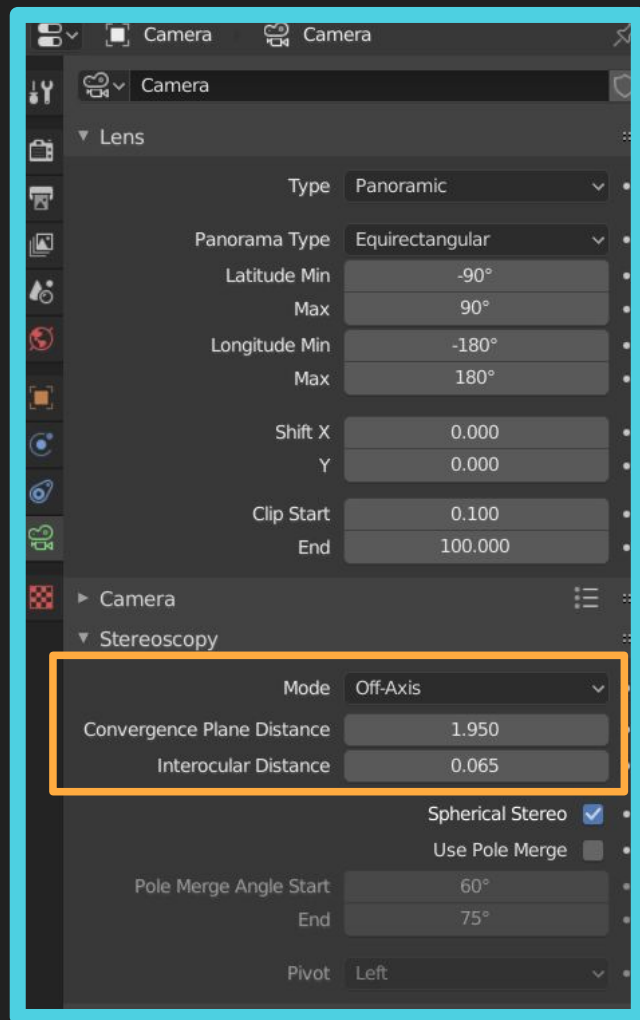 Camera Camera
Camera
Lens
Type Panoramic
Panorama Type Equirectangular
Latitude Min -90°
Max 90°
Longitude Min -180°
Max 180°
Shift X 0.000
Y 0.000
Clip Start 0.100
End 100.000
Camera
Stereoscopy
Mode Off-Axis
Convergence Plane Distance 1.950
Interocular Distance 0.065
Spherical Stereo
Use Pole Merge
Pole Merge Angle Start 60°
End 75°
Pivot Left